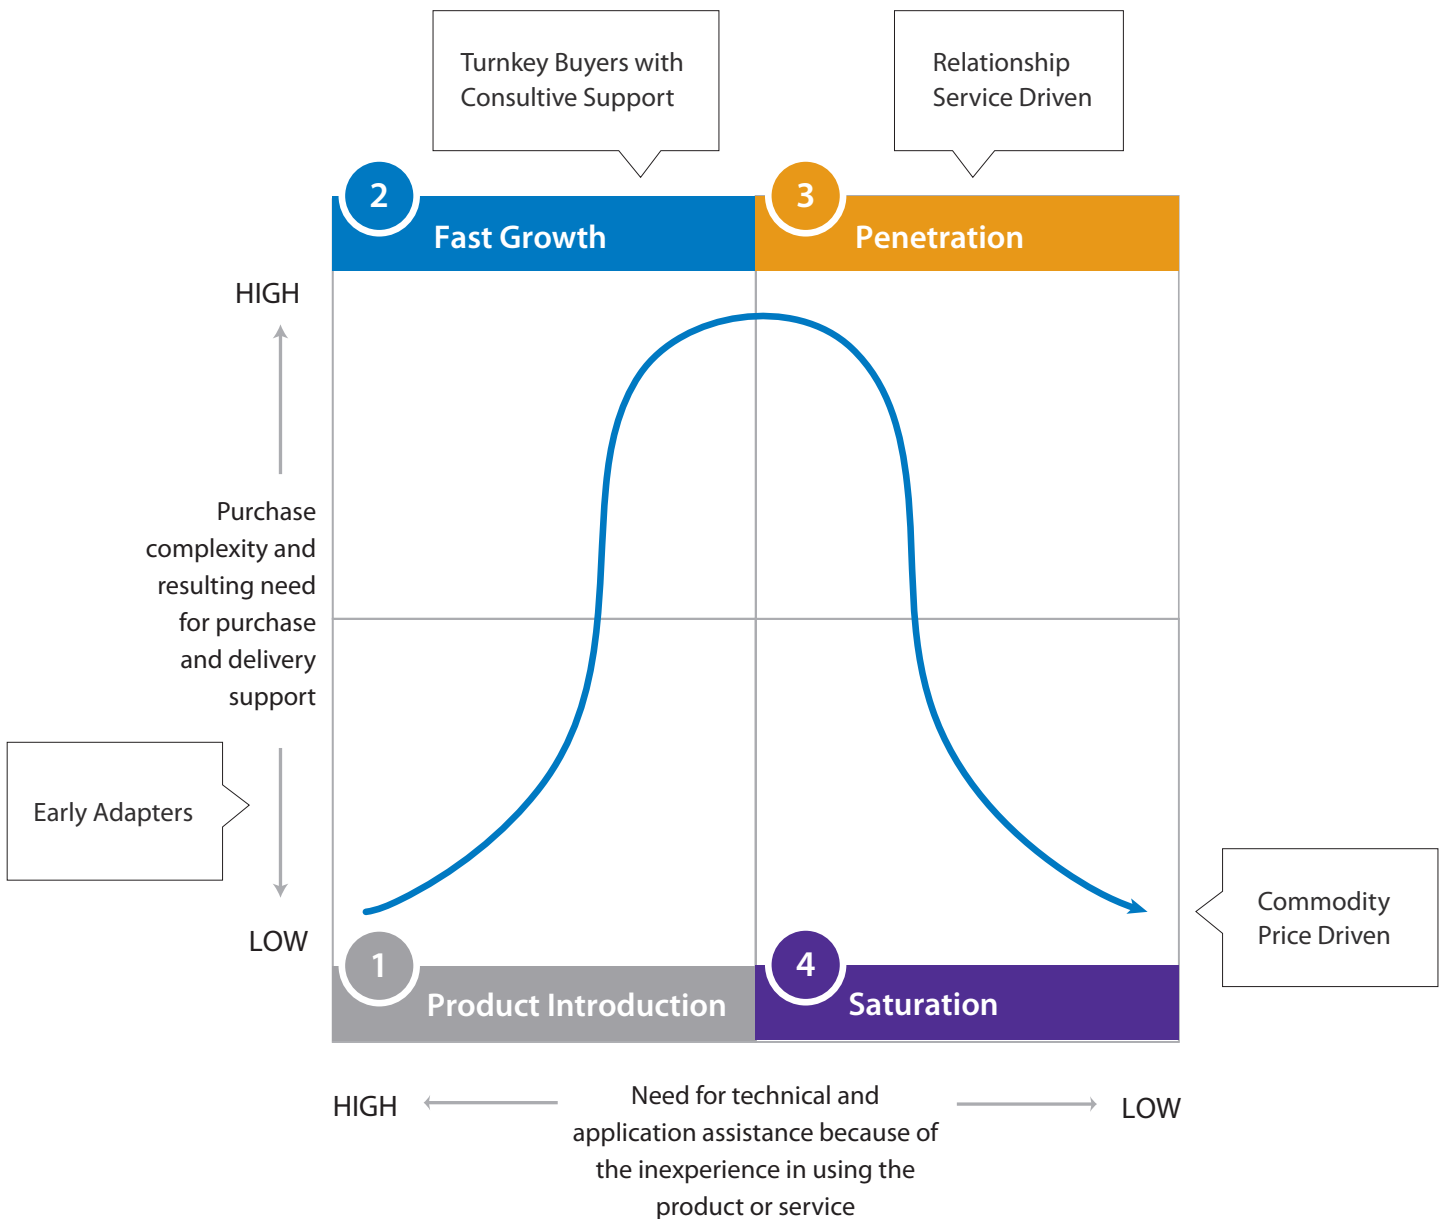 Turnkey Buyers with
Consultive Support
Relationship
Service Driven
2
Fast Growth
3
Penetration
HIGH
Purchase
complexity and
resulting need
for purchase
and delivery
support
Early Adapters
LOW
Commodity
Price Driven
1
Product Introduction
4
Saturation
HIGH
Need for technical and
application assistance because of
the inexperience in using the
product or service
LOW